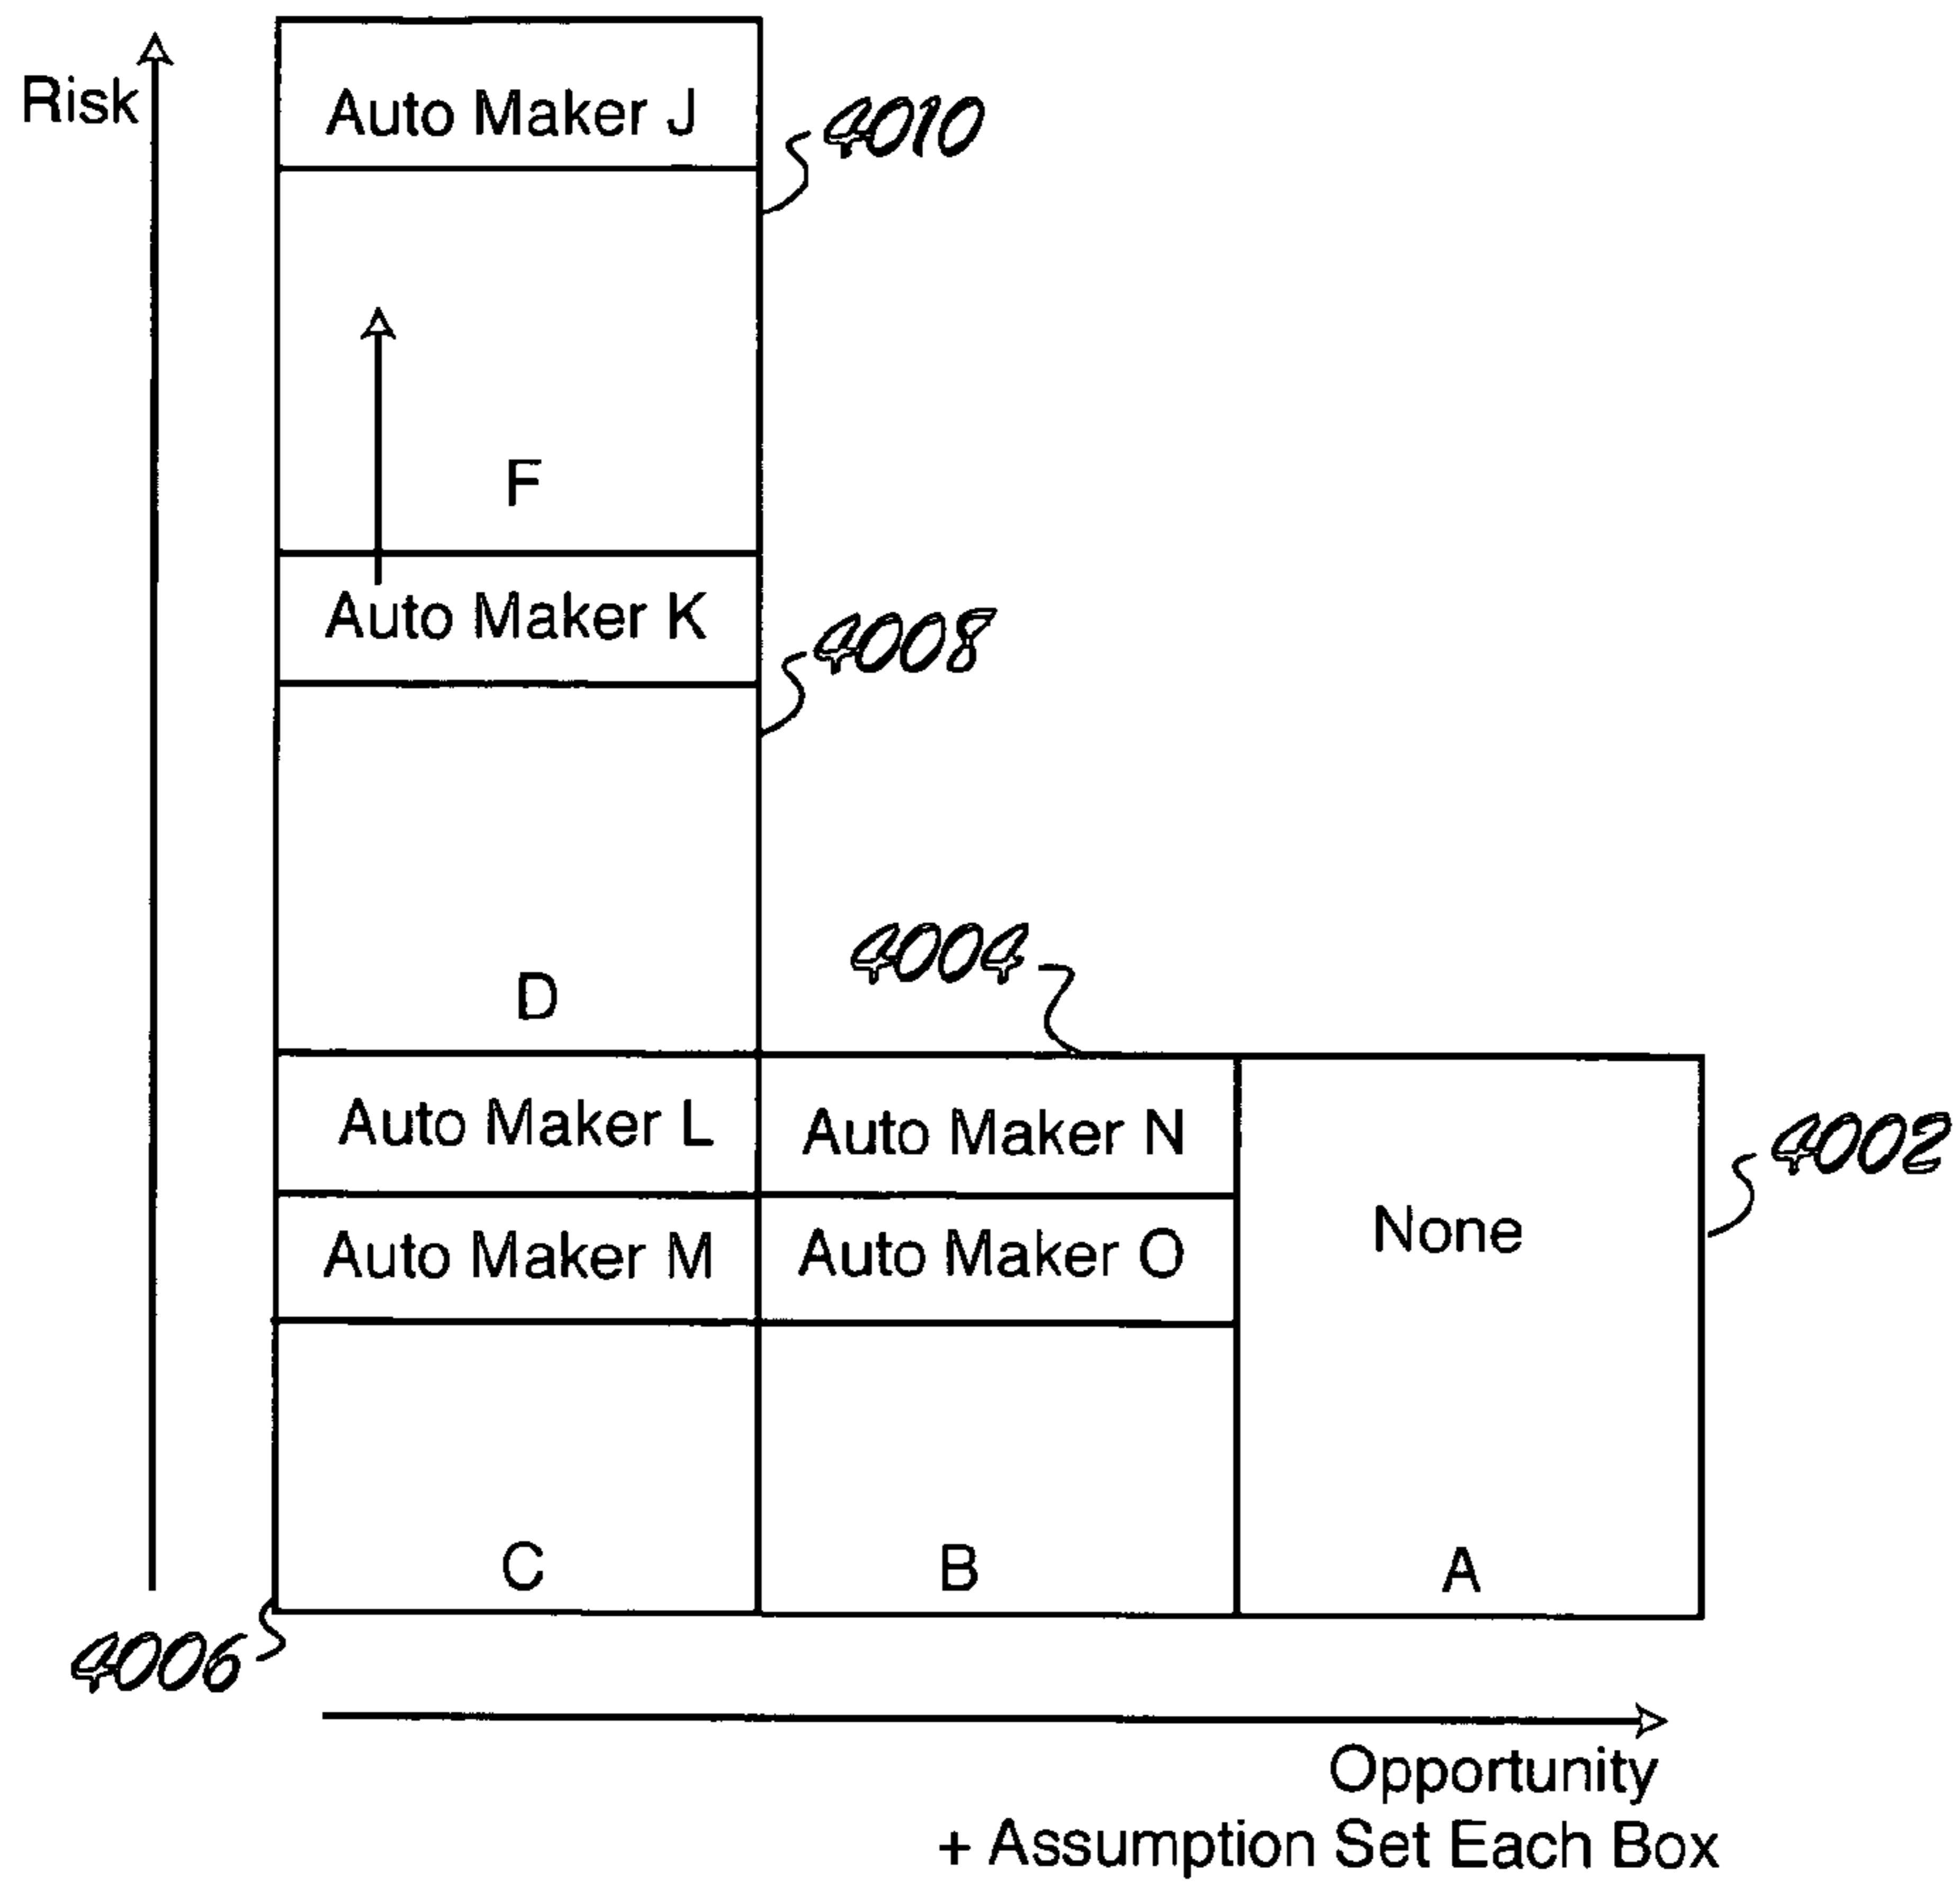 Risk
Auto Maker J
4010
F
Auto Maker K
4008
D
4004
Auto Maker L
Auto Maker N
4002
None
Auto Maker M
Auto Maker O
C
B
A
4006
Opportunity
+ Assumption Set Each Box